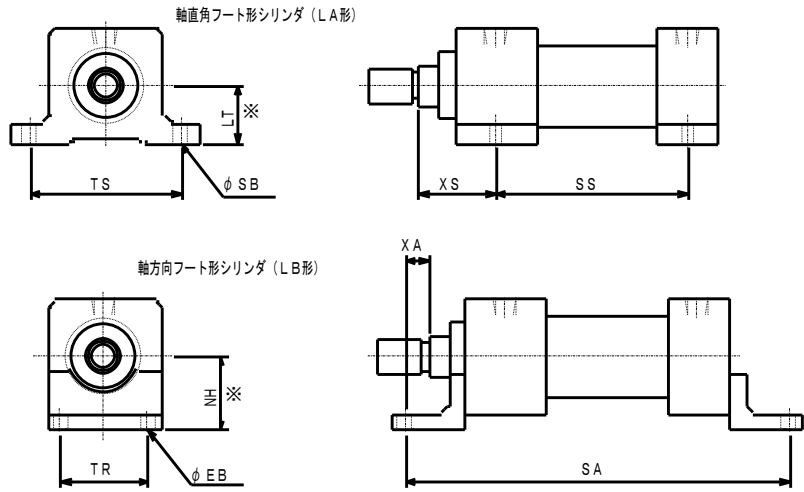 軸直角フート形シリンダ（LA形）
LT
※
TS
φSB
XS
SS
軸方向フート形シリンダ（LB形）
XA
NH
※
TR
φEB
SA